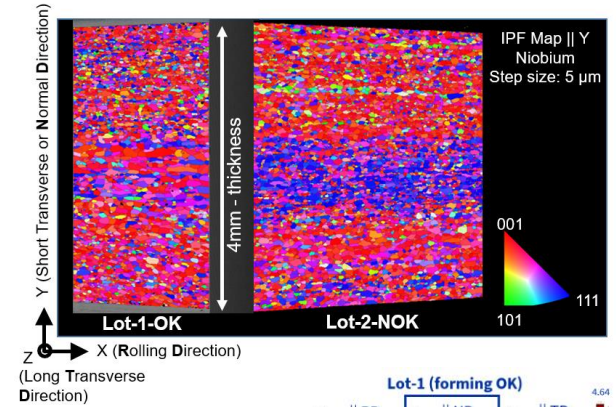 Y (Short Transverse or Normal Direction)
IPF Map || Y
Niobium
Step size: 5 μm
4mm - thickness
001
111
101
Lot-1-OK
Lot-2-NOK
Z
X (Rolling Direction)
(Long Transverse
Direction)
Lot-1 (forming OK)
4.64